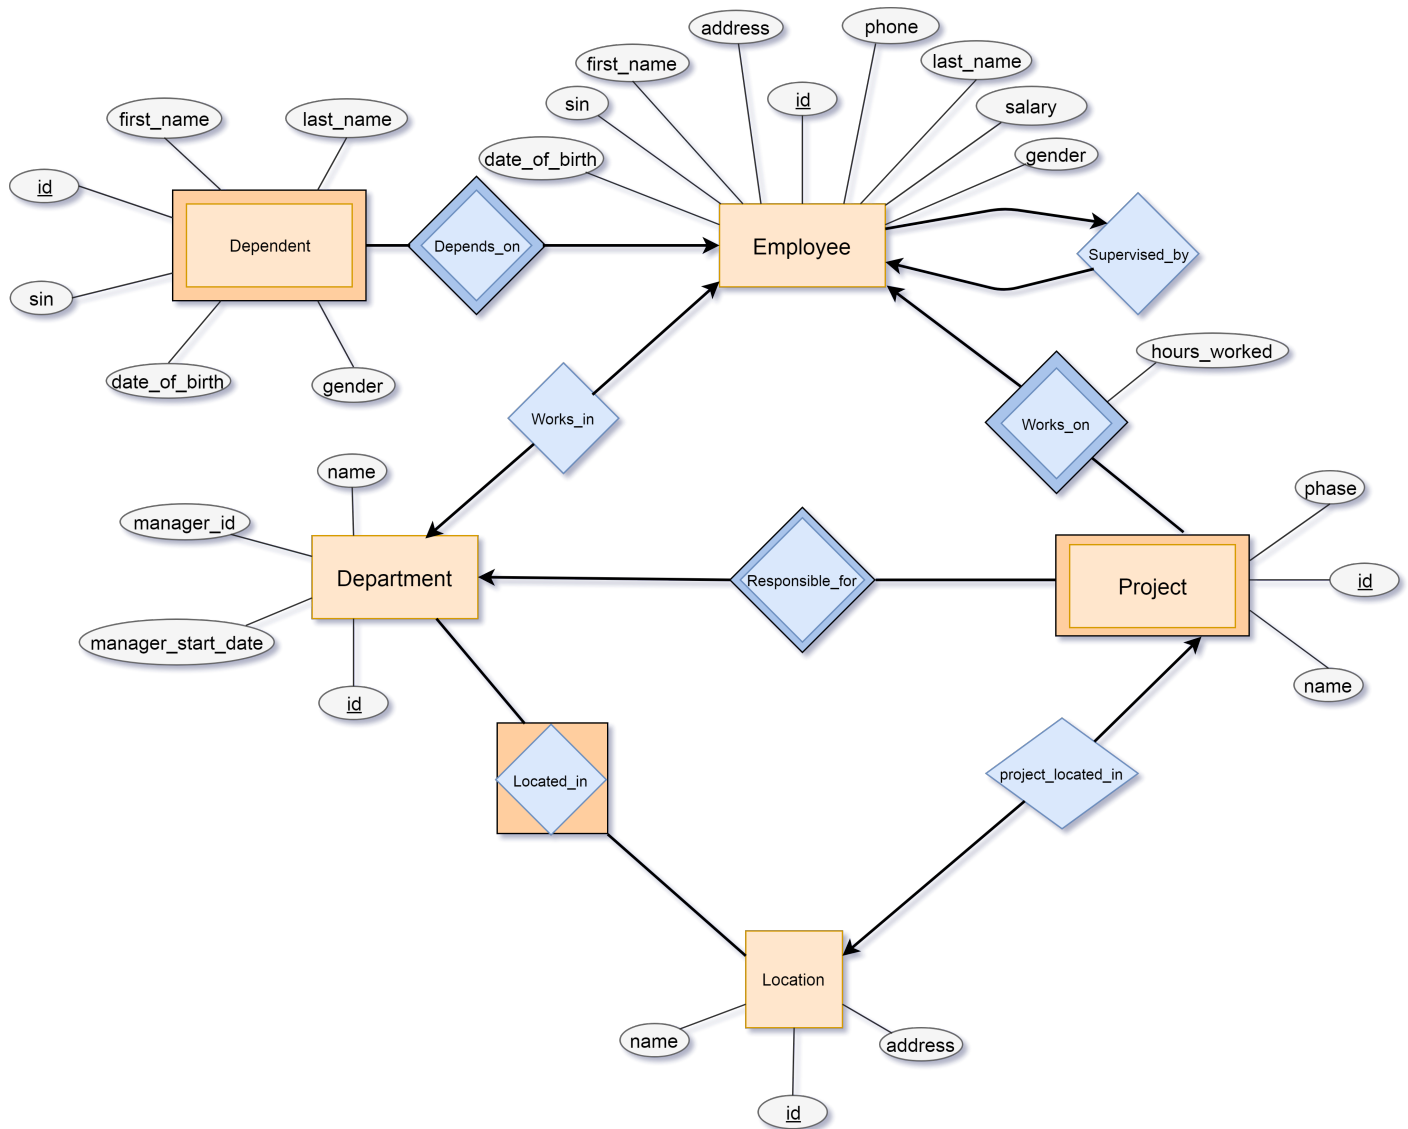 address
phone
first_name
last_name
sin
id
salary
first_name
last_name
date_of_birth
gender
id
Dependent
Depends_on
Employee
Supervised_by
sin
date_of_birth
gender
hours_worked
Works_in
Works_on
name
manager_id
phase
Department
Responsible_for
Project
id
manager_start_date
id
name
Located_in
project_located_in
Location
name
address
id